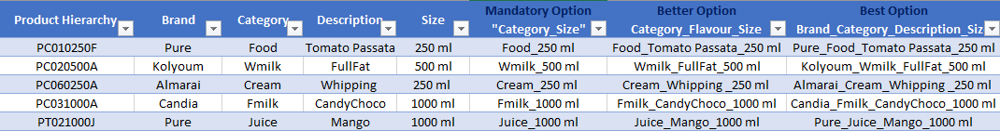 Mandatory Option Better Option Best Option
Product Hierarchy Brand Category Description Size "Category_Size" Category_Flavour_Size Brand_Category_Description_Siz
PC010250F Pure Food Tomato Passata 250 ml Food_250 ml Food_Tomato Passata_250 ml Pure_Food_Tomato Passata_250 ml
PC020500A Kolyoum Wmilk FullFat 500 ml Wmilk_500 ml Wmilk_FullFat_500 ml Kolyoum_Wmilk_FullFat_500 ml
PC060250A Almarai Cream Whipping 250 ml Cream_250 ml Cream_Whipping _250 ml Almarai_Cream_Whipping _250 ml
PC031000A Candia Fmilk CandyChoco 1000 ml Fmilk_1000 ml Fmilk_CandyChoco_1000 ml Candia_Fmilk_CandyChoco_1000 ml
PT021000J Pure Juice Mango 1000 ml Juice_1000 ml Juice_Mango_1000 ml Pure_Juice_Mango_1000 ml